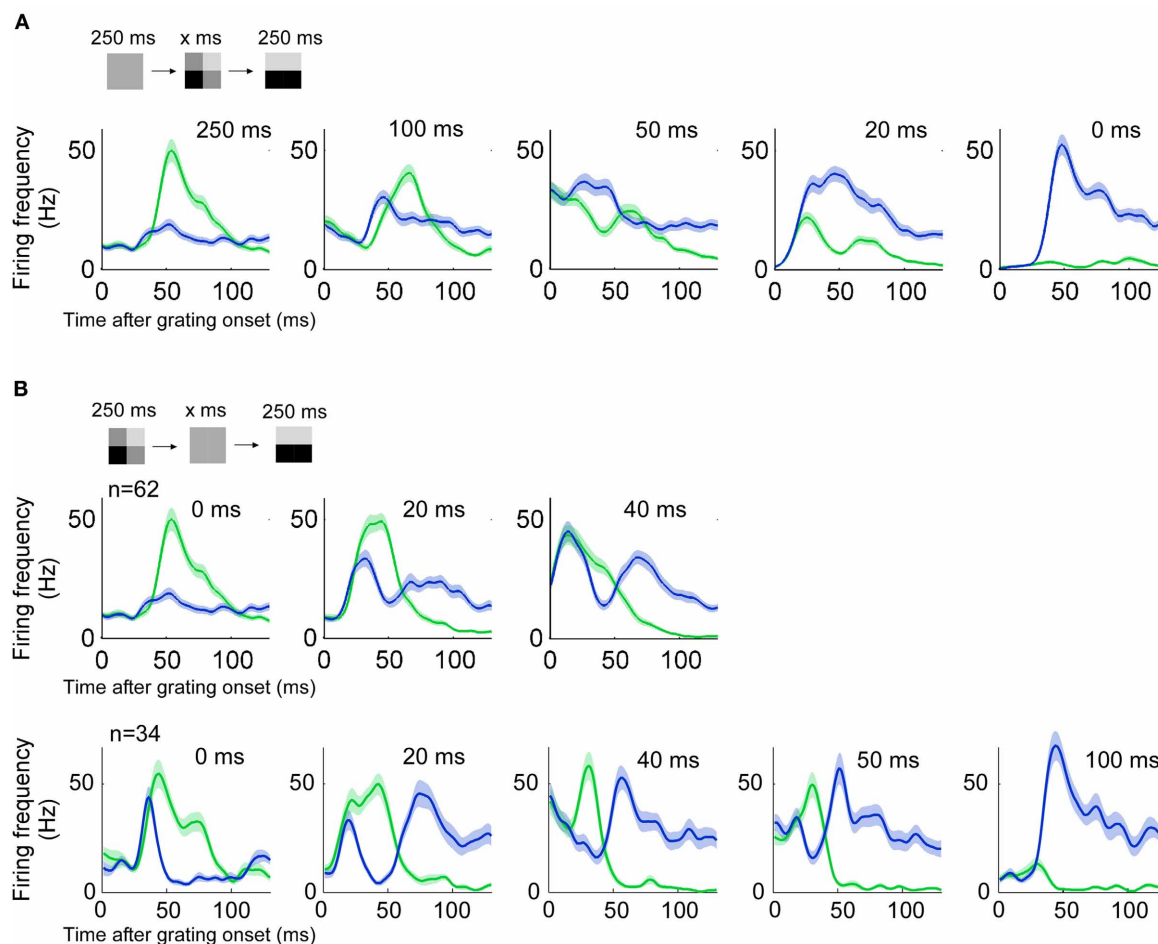 A
250 ms x ms 250 ms
250 ms 100 ms 50 ms 20 ms 0 ms
Firing frequency
(Hz)
50 50 50 50 50
0 0 0 0 0
0 50 100 0 50 100 0 50 100 0 50 100 0 50 100
Time after grating onset (ms)
B
250 ms x ms 250 ms
n=62
0 ms 20 ms 40 ms
Firing frequency
(Hz)
50 50 50
0 0 0
0 50 100 0 50 100 0 50 100
Time after grating onset (ms)
n=34
0 ms 20 ms 40 ms 50 ms 100 ms
Firing frequency
(Hz)
50 50 50 50 50
0 0 0 0 0
0 50 100 0 50 100 0 50 100 0 50 100 0 50 100
Time after grating onset (ms)